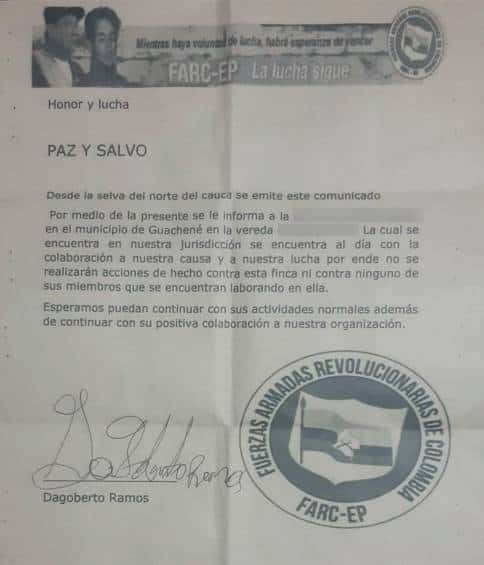 Mientras haya voluntad de lucha, habrá esperanza de vencer
FARC-EP La lucha sigue
Honor y lucha
PAZ Y SALVO
Desde la selva del norte del cauca se emite este comunicado
Por medio de la presente se le informa a la
en el municipio de Guachené en la vereda La cual se
encuentra en nuestra jurisdicción se encuentra al día con la
colaboración a nuestra causa y a nuestra lucha por ende no se
realizarán acciones de hecho contra esta finca ni contra ninguno de
sus miembros que se encuentran laborando en ella.
Esperamos puedan continuar con sus actividades normales además
de continuar con su positiva colaboración a nuestra organización.
Dagoberto Ramos
FUERZAS ARMADAS REVOLUCIONARIAS DE COLOMBIA
FARC-EP